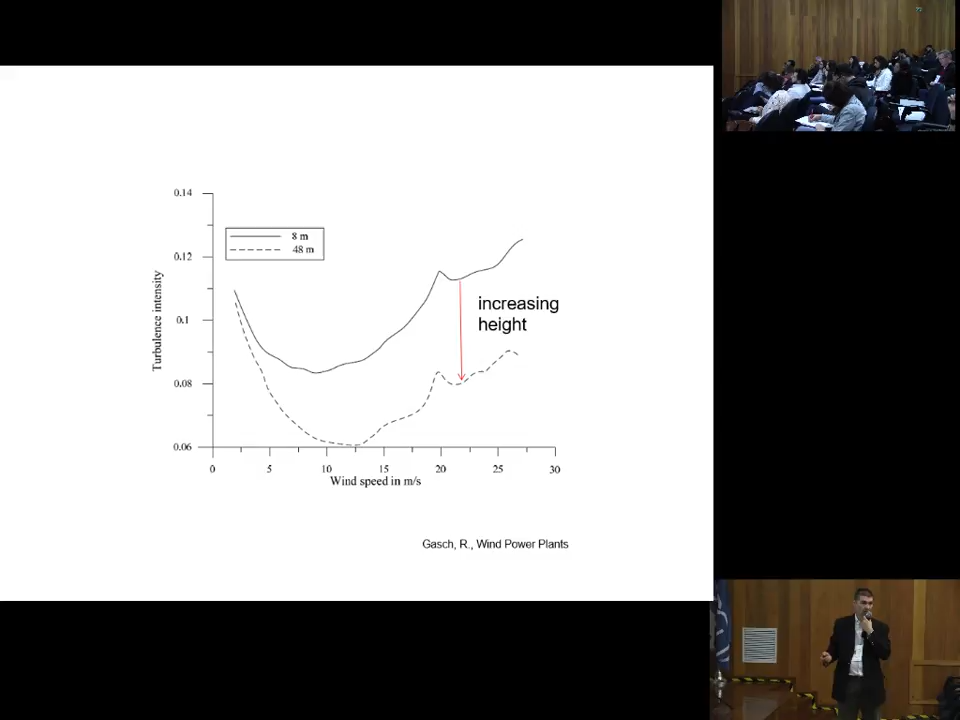 0.14
0.12
0.1
0.08
0.06
Turbulence intensity
8 m
48 m
increasing
height
0 5 10 15 20 25 30
Wind speed in m/s
Gasch, R., Wind Power Plants